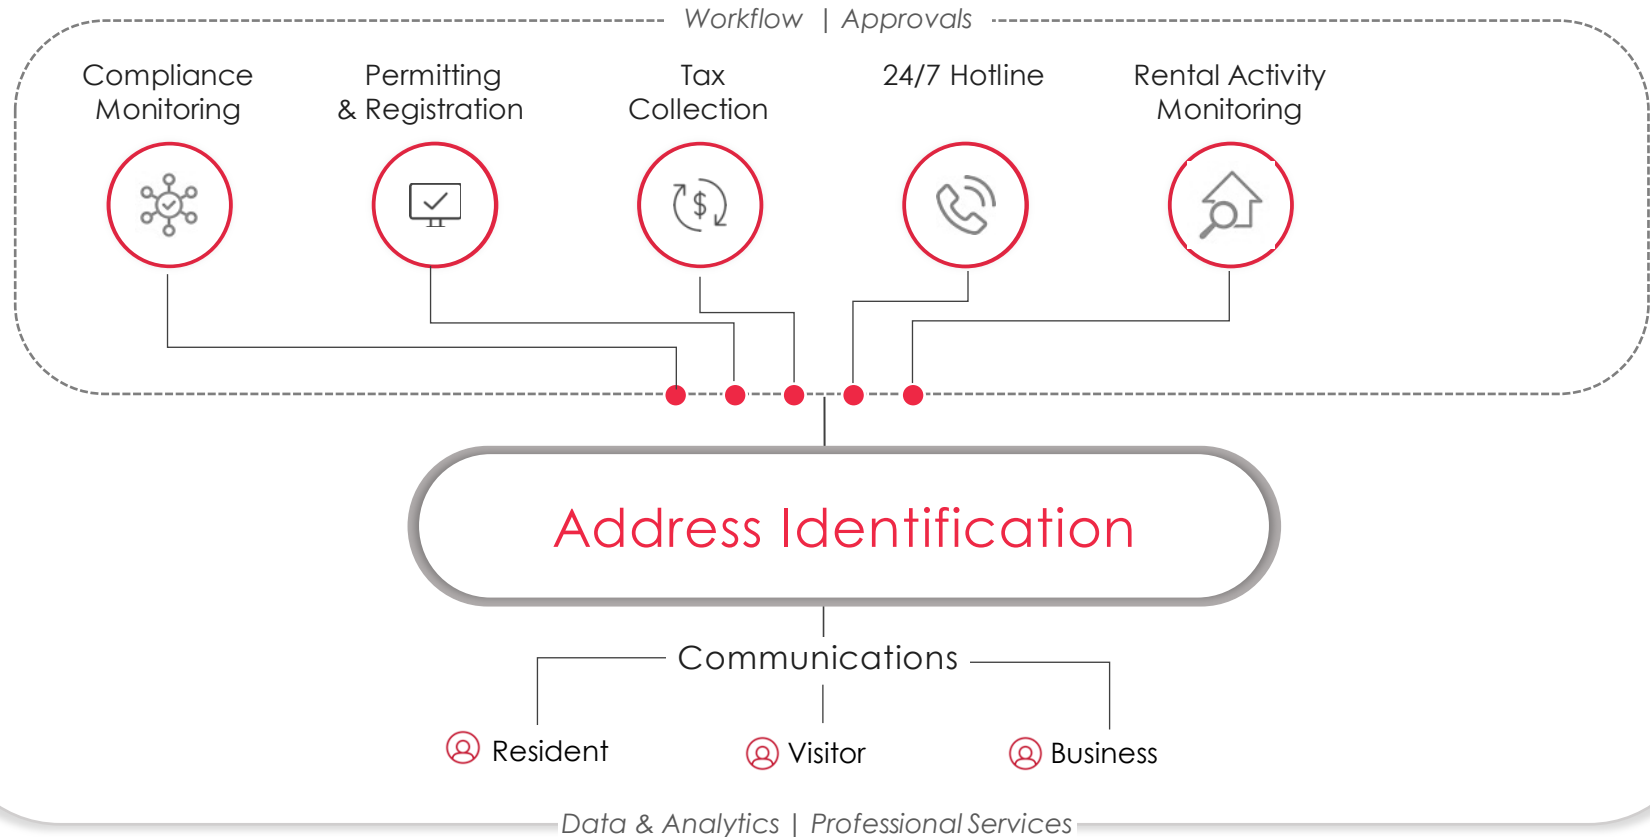 Workflow | Approvals
Compliance
Monitoring
Permitting
& Registration
Tax
Collection
24/7 Hotline
Rental Activity
Monitoring
$
Address Identification
Communications
Resident
Visitor
Business
Data & Analytics | Professional Services